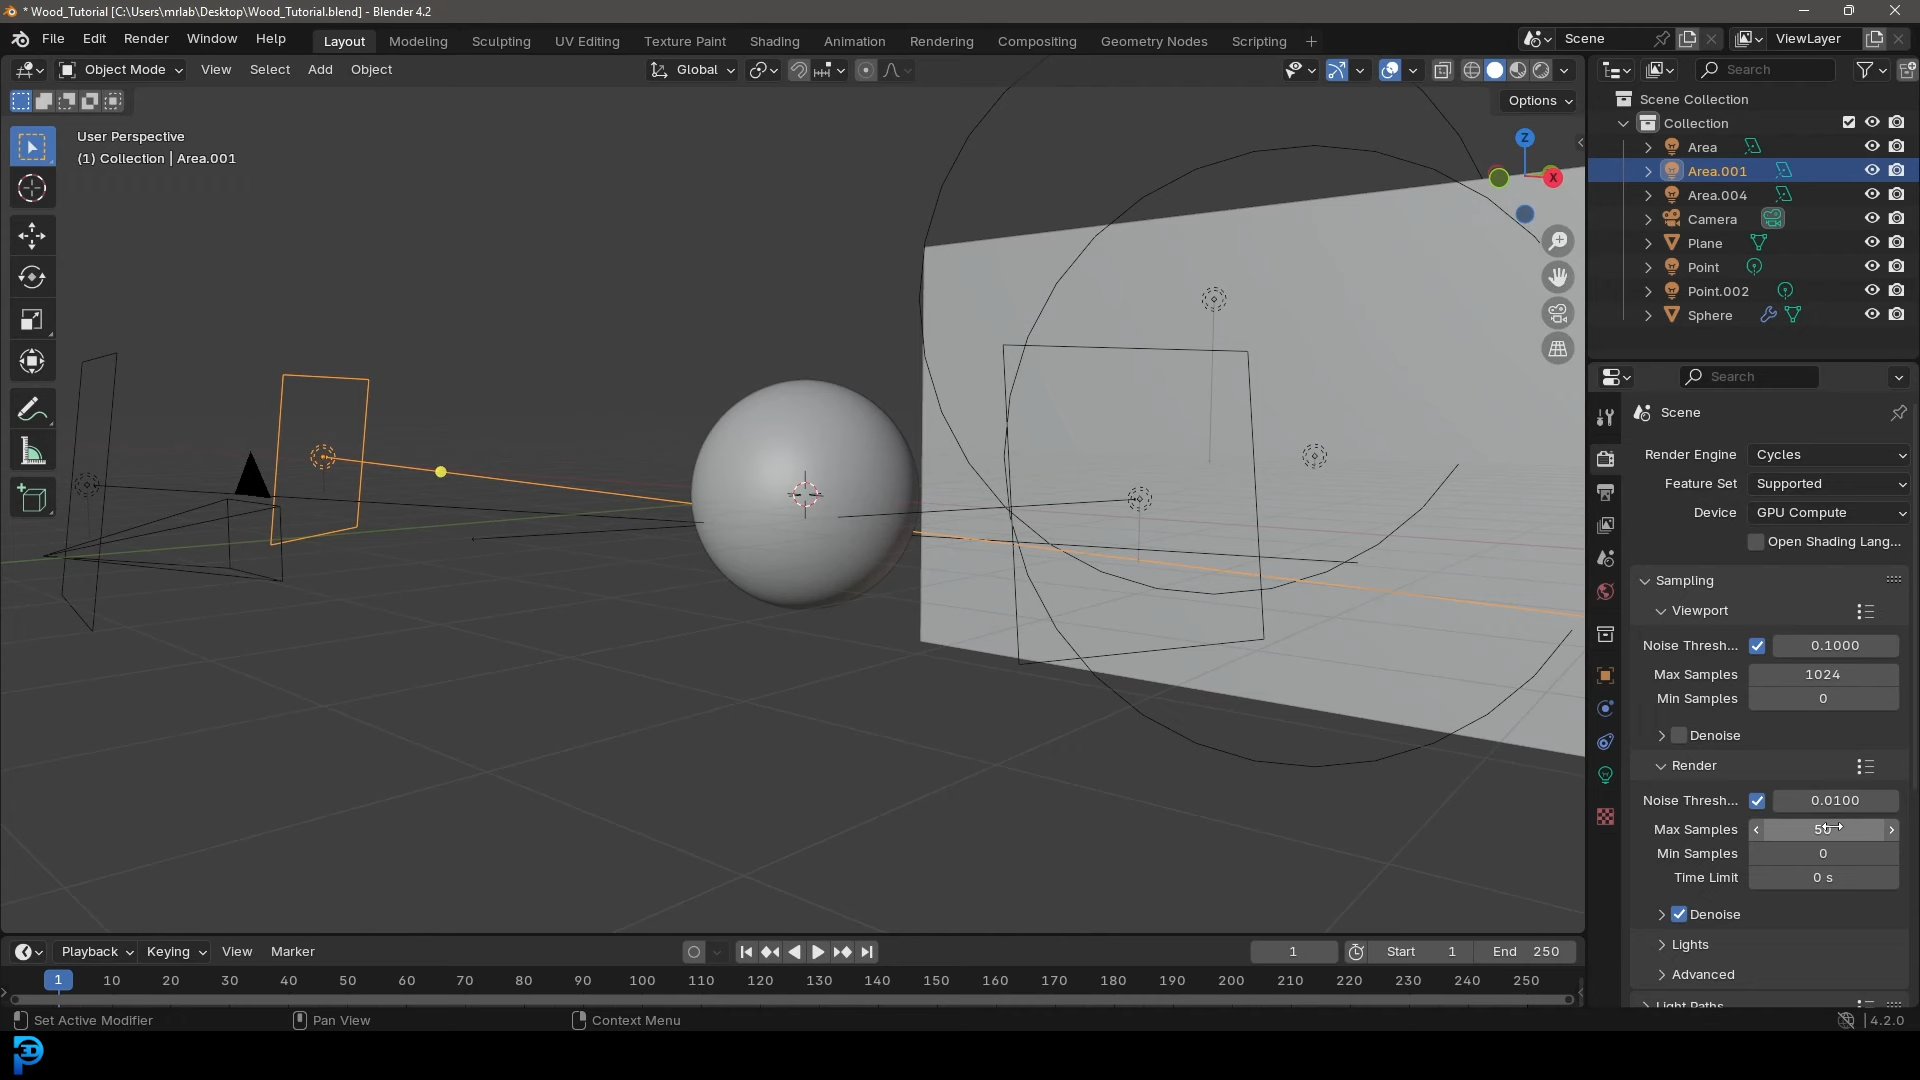 * Wood_Tutorial [C:\Users\mrlab\Desktop\Wood_Tutorial.blend] - Blender 4.2
File Edit Render Window Help
Layout Modeling Sculpting UV Editing Texture Paint Shading Animation Rendering Compositing Geometry Nodes Scripting +
Scene
ViewLayer
Object Mode View Select Add Object
Global
Search
Options
User Perspective
(1) Collection | Area.001
Z
X
Scene Collection
Collection
Area
Area.001
Area.004
Camera
Plane
Point
Point.002
Sphere
Search
Scene
Render Engine Cycles
Feature Set Supported
Device GPU Compute
Open Shading Lang...
Sampling
Viewport
Noise Thresh... 0.1000
Max Samples 1024
Min Samples 0
Denoise
Render
Noise Thresh... 0.0100
Max Samples
Min Samples 0
Time Limit 0 s
Denoise
Lights
Advanced
Light Paths
Playback Keying View Marker
1 Start 1 End 250
1 10 20 30 40 50 60 70 80 90 100 110 120 130 140 150 160 170 180 190 200 210 220 230 240 250
Set Active Modifier Pan View Context Menu
4.2.0